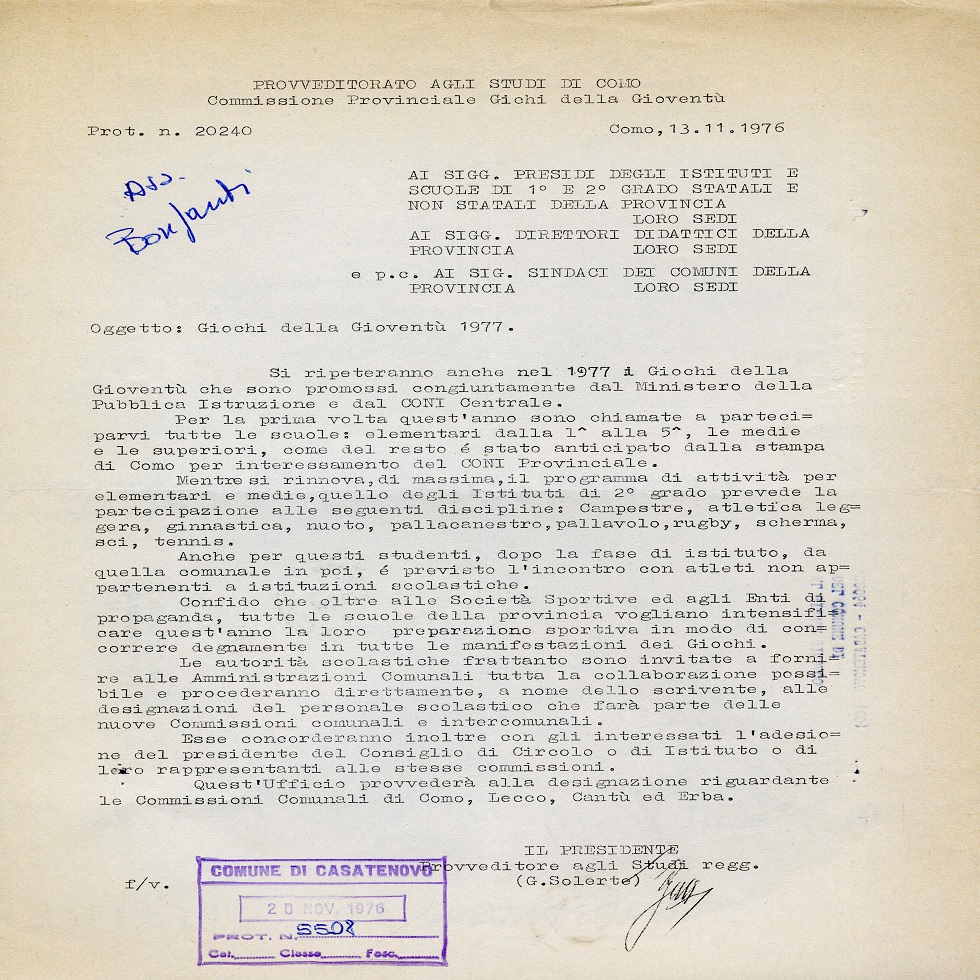 PROVVEDITORATO AGLI STUDI DI COMO
Commissione Provinciale Gichi della Gioventù
Prot. n. 20240
Como,13.11.1976
Ass.
Bonfanti
AI SIGG. PRESIDI DEGLI ISTITUTI E
SCUOLE DI 1° E 2° GRADO STATALI E
NON STATALI DELLA PROVINCIA
LORO SEDI
AI SIGG. DIRETTORI DIDATTICI DELLA
PROVINCIA LORO SEDI
e p.c. AI SIG. SINDACI DEI COMUNI DELLA
PROVINCIA LORO SEDI
Oggetto: Giochi della Gioventù 1977.
Si ripeteranno anche nel 1977 i Giochi della
Gioventù che sono promossi congiuntamente dal Ministero della
Pubblica Istruzione e dal CONI Centrale.
Per la prima volta quest'anno sono chiamate a parteci=
parvi tutte le scuole: elementari dalla 1^ alla 5^, le medie
e le superiori, come del resto é stato anticipato dalla stampa
di Como per interessamento del CONI Provinciale.
Mentre si rinnova,di massima,il programma di attività per
elementari e medie,quello degli Istituti di 2° grado prevede la
partecipazione alle seguenti discipline: Campestre, atletica leg=
gera, ginnastica, nuoto, pallacanestro,pallavolo,rugby, scherma,
sci, tennis.
Anche per questi studenti, dopo la fase di istituto, da
quella comunale in poi, é previsto l'incontro con atleti non ap=
partenenti a istituzioni scolastiche.
Confido che oltre alle Società Sportive ed agli Enti di
propaganda, tutte le scuole della provincia vogliano intensifi=
care quest'anno la loro preparazione sportiva in modo di con=
correre degnamente in tutte le manifestazioni dei Giochi.
Le autorità scolastiche frattanto sono invitate a forni=
re alle Amministrazioni Comunali tutta la collaborazione possi=
bile e procederanno direttamente, a nome dello scrivente, alle
designazioni del personale scolastico che farà parte delle
nuove Commissioni comunali e intercomunali.
Esse concorderanno inoltre con gli interessati l'adesio=
ne del presidente del Consiglio di Circolo o di Istituto o di
loro rappresentanti alle stesse commissioni.
Quest'Ufficio provvederà alla designazione riguardante
le Commissioni Comunali di Como, Lecco, Cantù ed Erba.
IL PRESIDENTE
Provveditore agli Studi regg.
(G.Solerte)
f/v.
COMUNE DI CASATENOVO
20 NOV. 1976
PROT. N. 5508
Cat. Classe Fasc.